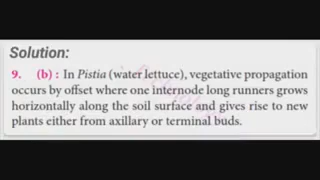 Solution:
9. (b) : In Pistia (water lettuce), vegetative propagation
occurs by offset where one internode long runners grows
horizontally along the soil surface and gives rise to new
plants either from axillary or terminal buds.